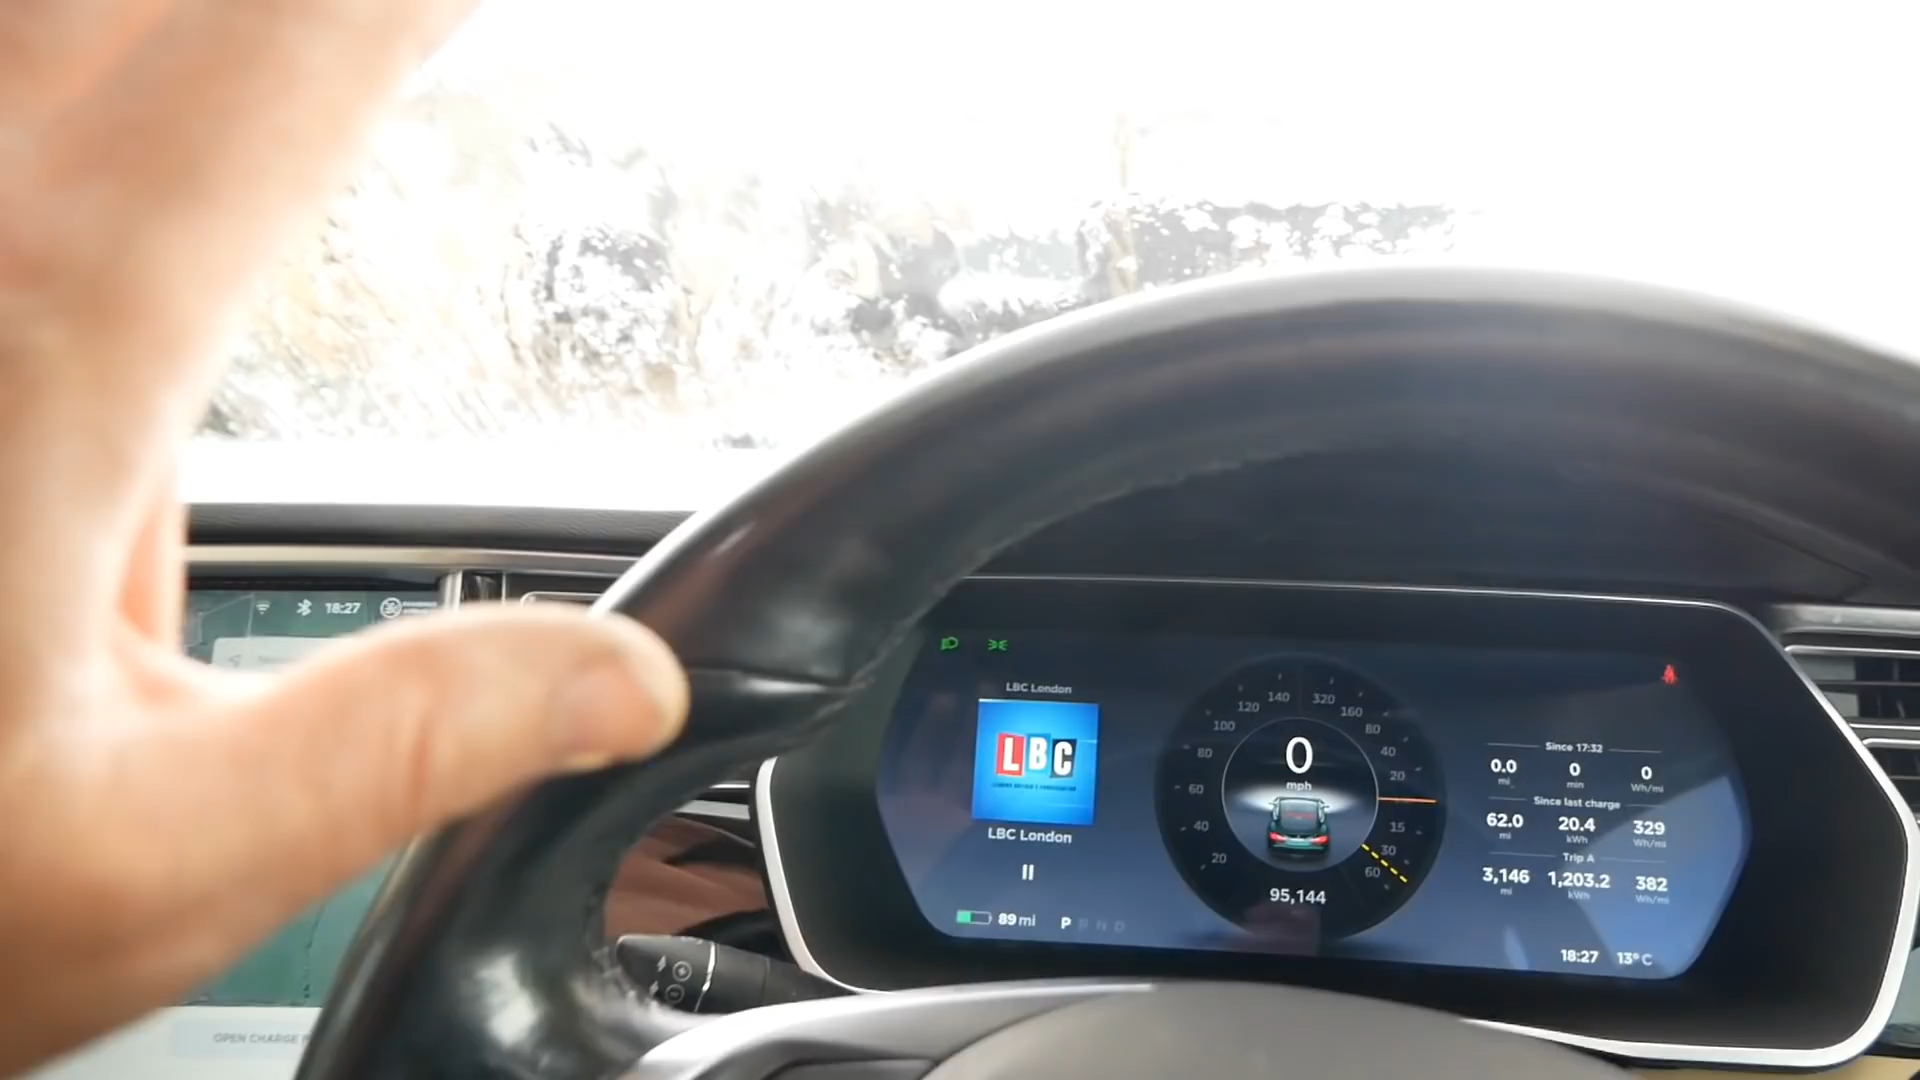 18:27
OPEN CHARGE
LBC London
LBC
LBC London
89 mi
P R N D
140
120
100
80
60
40
20
320
160
80
40
20
15
30
60
0
mph
95,144
Since 17:32
0.0 0 0
mi min Wh/mi
Since last charge
62.0 20.4 329
mi kWh Wh/mi
Trip A
3,146 1,203.2 382
mi kWh Wh/mi
18:27 13°C